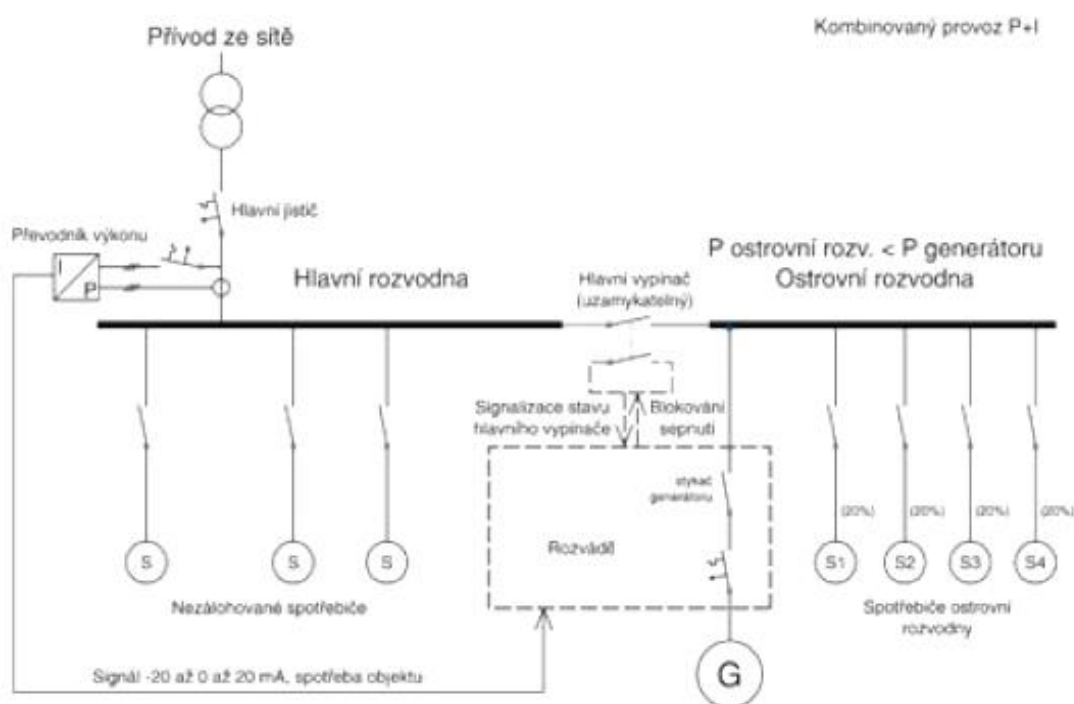 Přívod ze sítě
Kombinovaný provoz P+I
Hlavní jistič
Převodník výkonu
I
P
Hlavní rozvodna
Hlavní vypínač
(uzamykatelný)
P ostrovní rozv. < P generátoru
Ostrovní rozvodna
Signalizace stavu
hlavního vypínače
Blokování
sepnutí
stykač
generátoru
Rozváděč
(20%)
(20%)
(20%)
(20%)
S
S
S
S1
S2
S3
S4
Nezálohované spotřebiče
Spotřebiče ostrovní
rozvodny
Signál -20 až 0 až 20 mA, spotřeba objektu
G